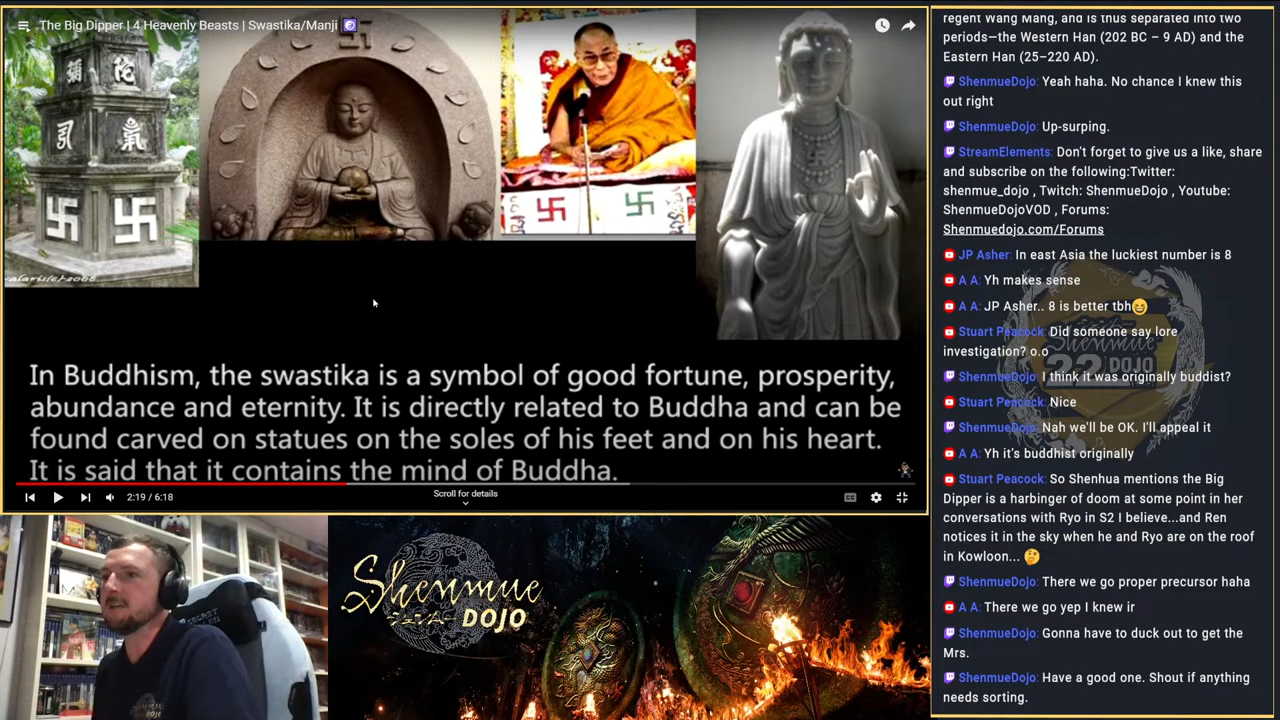 The Big Dipper | 4 Heavenly Beasts | Swastika/Manji
彌 陀
氣
卐 卐
卐
In Buddhism, the swastika is a symbol of good fortune, prosperity,
abundance and eternity. It is directly related to Buddha and can be
found carved on statues on the soles of his feet and on his heart.
It is said that it contains the mind of Buddha.
2:19 / 6:18
Scroll for details
Shenmue
DOJO
regent Wang Mang, and is thus separated into two
periods—the Western Han (202 BC – 9 AD) and the
Eastern Han (25–220 AD).
ShenmueDojo: Yeah haha. No chance I knew this
out right
ShenmueDojo: Up-surping.
StreamElements: Don't forget to give us a like, share
and subscribe on the following:Twitter:
shenmue_dojo , Twitch: ShenmueDojo , Youtube:
ShenmueDojoVOD , Forums:
Shenmuedojo.com/Forums
JP Asher: In east Asia the luckiest number is 8
A A: Yh makes sense
A A: JP Asher.. 8 is better tbh😆
Stuart Peacock: Did someone say lore
investigation? o.o
ShenmueDojo: I think it was originally buddist?
Stuart Peacock: Nice
ShenmueDojo: Nah we'll be OK. I'll appeal it
A A: Yh it's buddhist originally
Stuart Peacock: So Shenhua mentions the Big
Dipper is a harbinger of doom at some point in her
conversations with Ryo in S2 I believe...and Ren
notices it in the sky when he and Ryo are on the roof
in Kowloon... 🤔
ShenmueDojo: There we go proper precursor haha
A A: There we go yep I knew ir
ShenmueDojo: Gonna have to duck out to get the
Mrs.
ShenmueDojo: Have a good one. Shout if anything
needs sorting.
Shenmue
22 DOJO